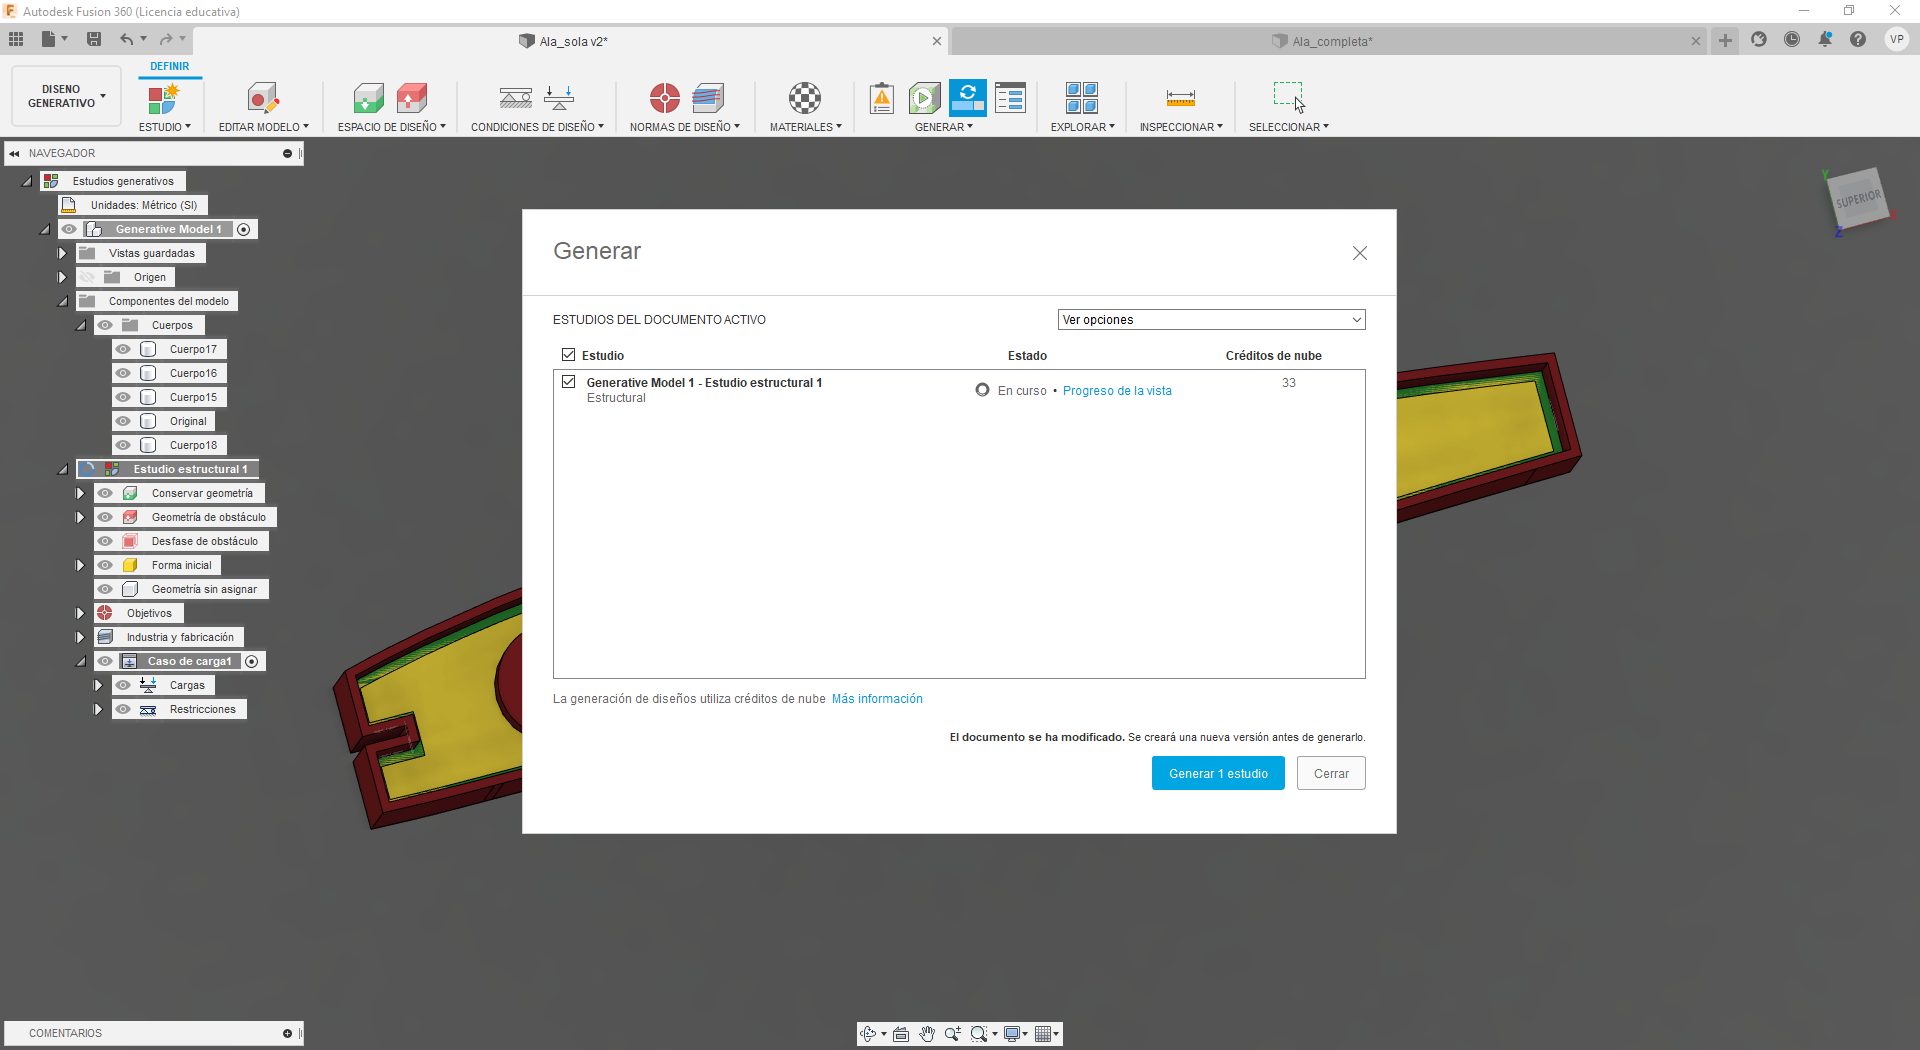 Autodesk Fusion 360 (Licencia educativa)
Ala_sola v2*
Ala_completa*
VP
DISEÑO
GENERATIVO
DEFINIR
ESTUDIO
EDITAR MODELO
ESPACIO DE DISEÑO
CONDICIONES DE DISEÑO
NORMAS DE DISEÑO
MATERIALES
GENERAR
EXPLORAR
INSPECCIONAR
SELECCIONAR
NAVEGADOR
Estudios generativos
Unidades: Métrico (SI)
Generative Model 1
Vistas guardadas
Origen
Componentes del modelo
Cuerpos
Cuerpo17
Cuerpo16
Cuerpo15
Original
Cuerpo18
Estudio estructural 1
Conservar geometría
Geometría de obstáculo
Desfase de obstáculo
Forma inicial
Geometría sin asignar
Objetivos
Industria y fabricación
Caso de carga1
Cargas
Restricciones
Y
SUPERIOR
X
Z
Generar
ESTUDIOS DEL DOCUMENTO ACTIVO
Ver opciones
Estudio Estado Créditos de nube
Generative Model 1 - Estudio estructural 1
Estructural
En curso • Progreso de la vista
33
La generación de diseños utiliza créditos de nube Más información
El documento se ha modificado. Se creará una nueva versión antes de generarlo.
Generar 1 estudio
Cerrar
COMENTARIOS